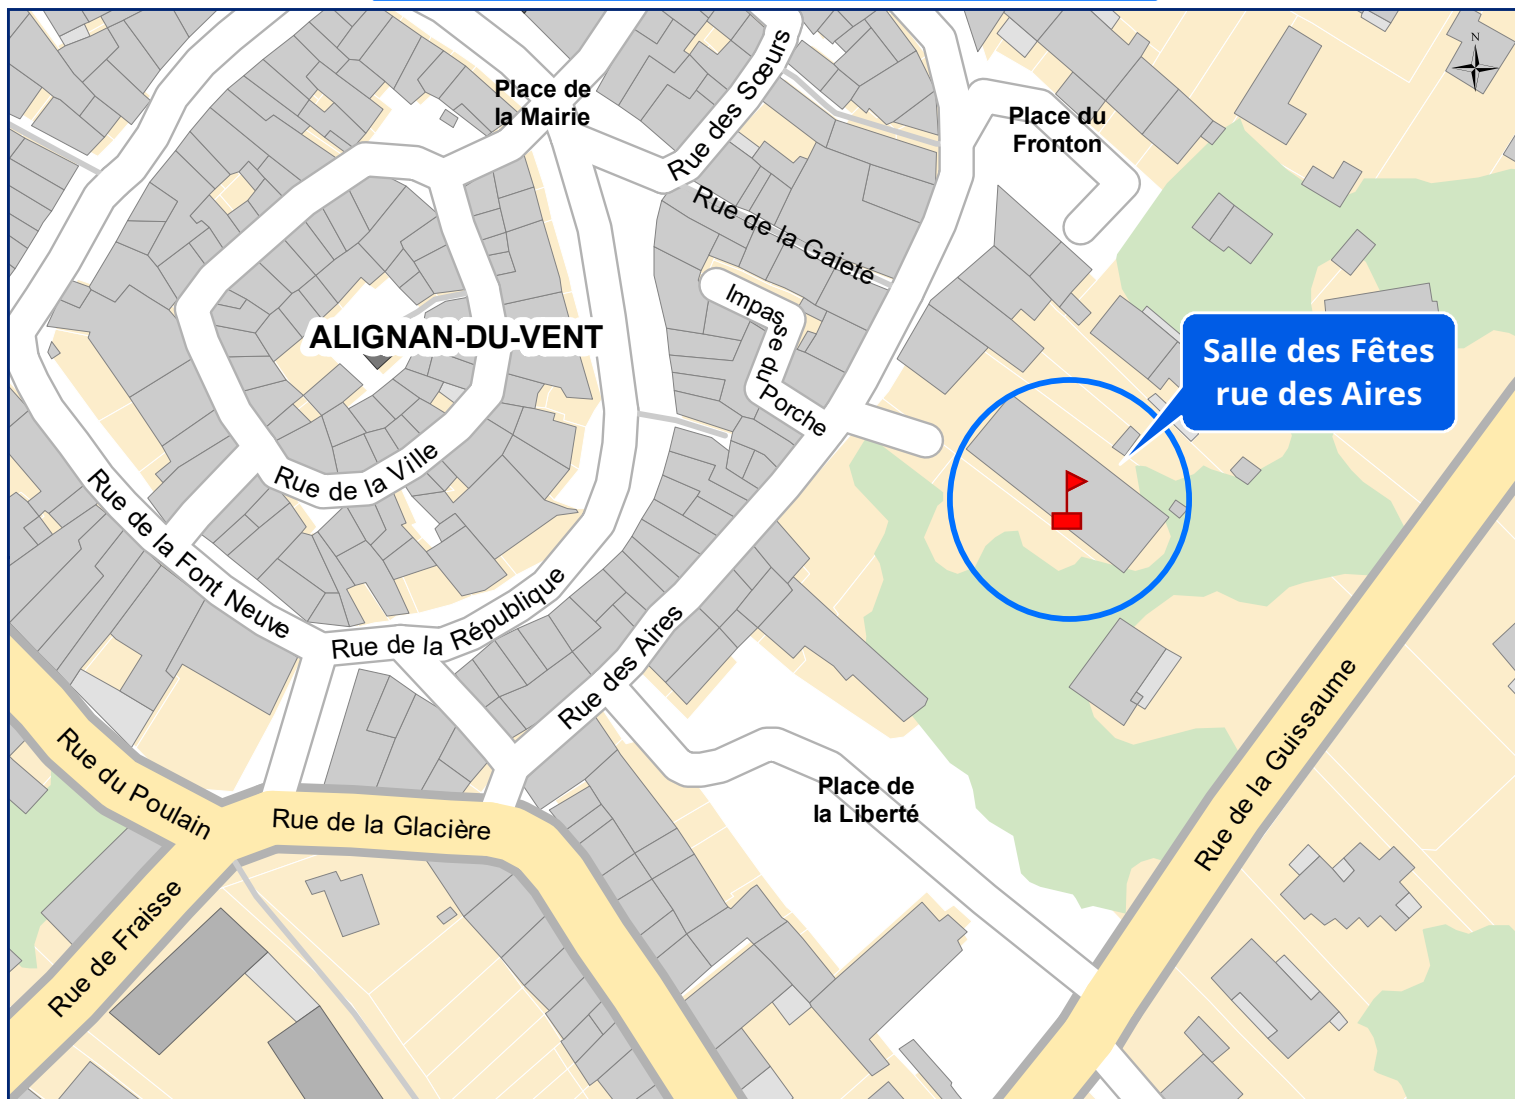 N
Place de
la Mairie
Rue des Sœurs
Place du
Fronton
Rue de la Gaieté
Impasse du Porche
ALIGNAN-DU-VENT
Salle des Fêtes
rue des Aires
Rue de la Ville
Rue de la Font Neuve
Rue de la République
Rue des Aires
Rue de la Guissaume
Rue du Poulain
Rue de la Glacière
Place de
la Liberté
Rue de Fraisse